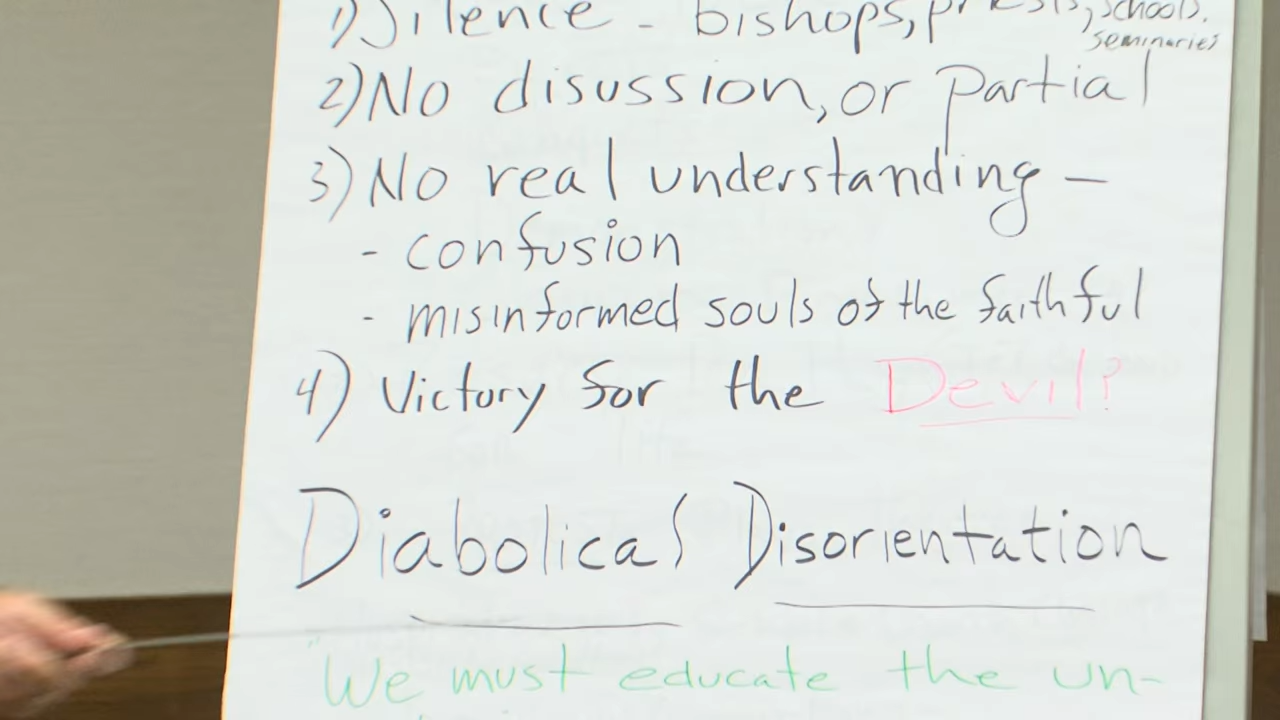 1) Silence - bishops, priests, schools,
seminaries
2) No disussion, or partial
3) No real understanding -
- confusion
- misinformed souls of the faithful
4) Victory for the Devil?
Diabolical Disorientation
"We must educate the un-